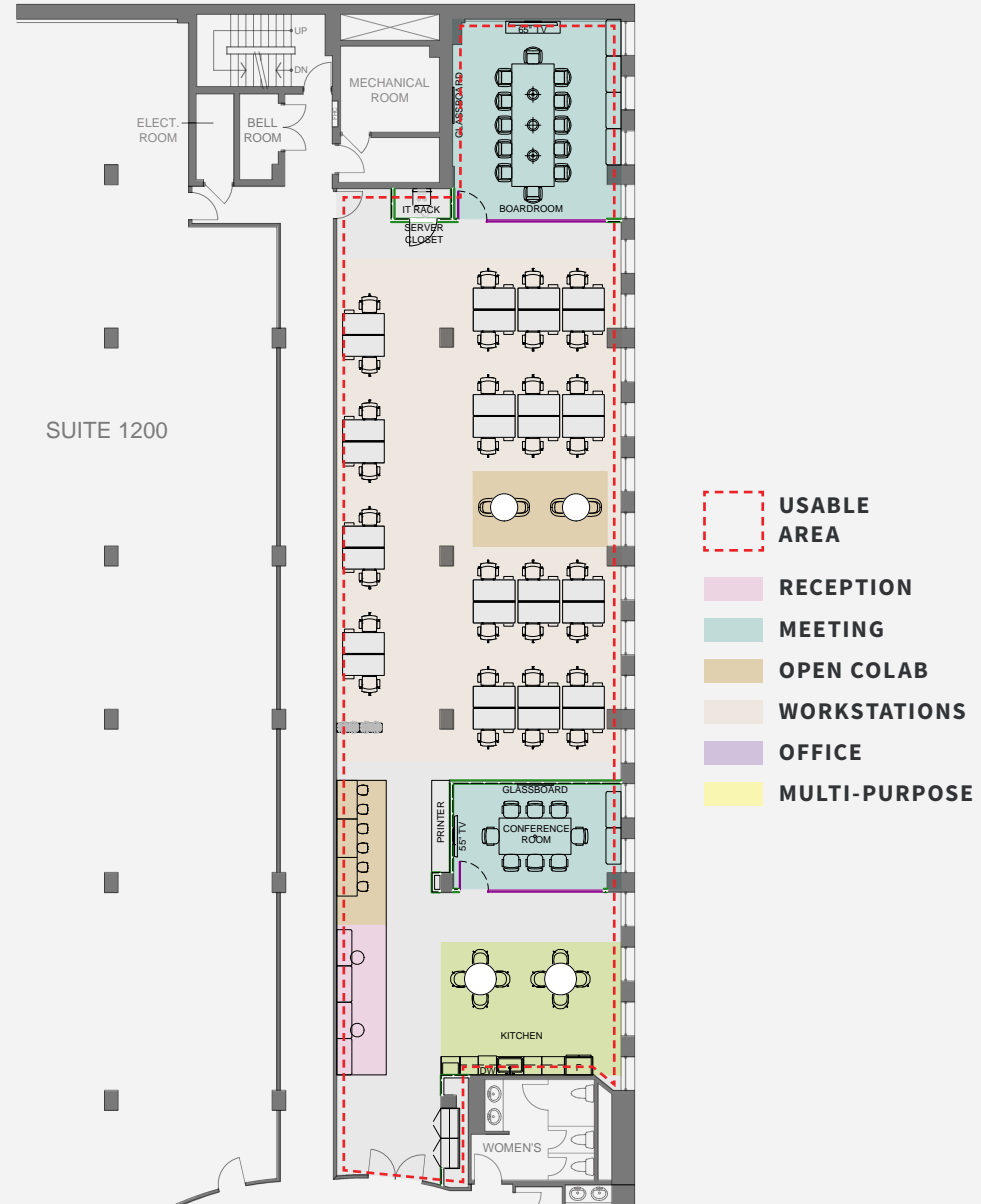 UP
DN
MECHANICAL
ROOM
ELECT.
ROOM
BELL
ROOM
65" TV
GLASSBOARD
IT RACK
SERVER
CLOSET
BOARDROOM
SUITE 1200
USABLE
AREA
RECEPTION
MEETING
OPEN COLAB
WORKSTATIONS
OFFICE
MULTI-PURPOSE
GLASSBOARD
PRINTER
55" TV
CONFERENCE
ROOM
KITCHEN
DW
F
WOMEN'S